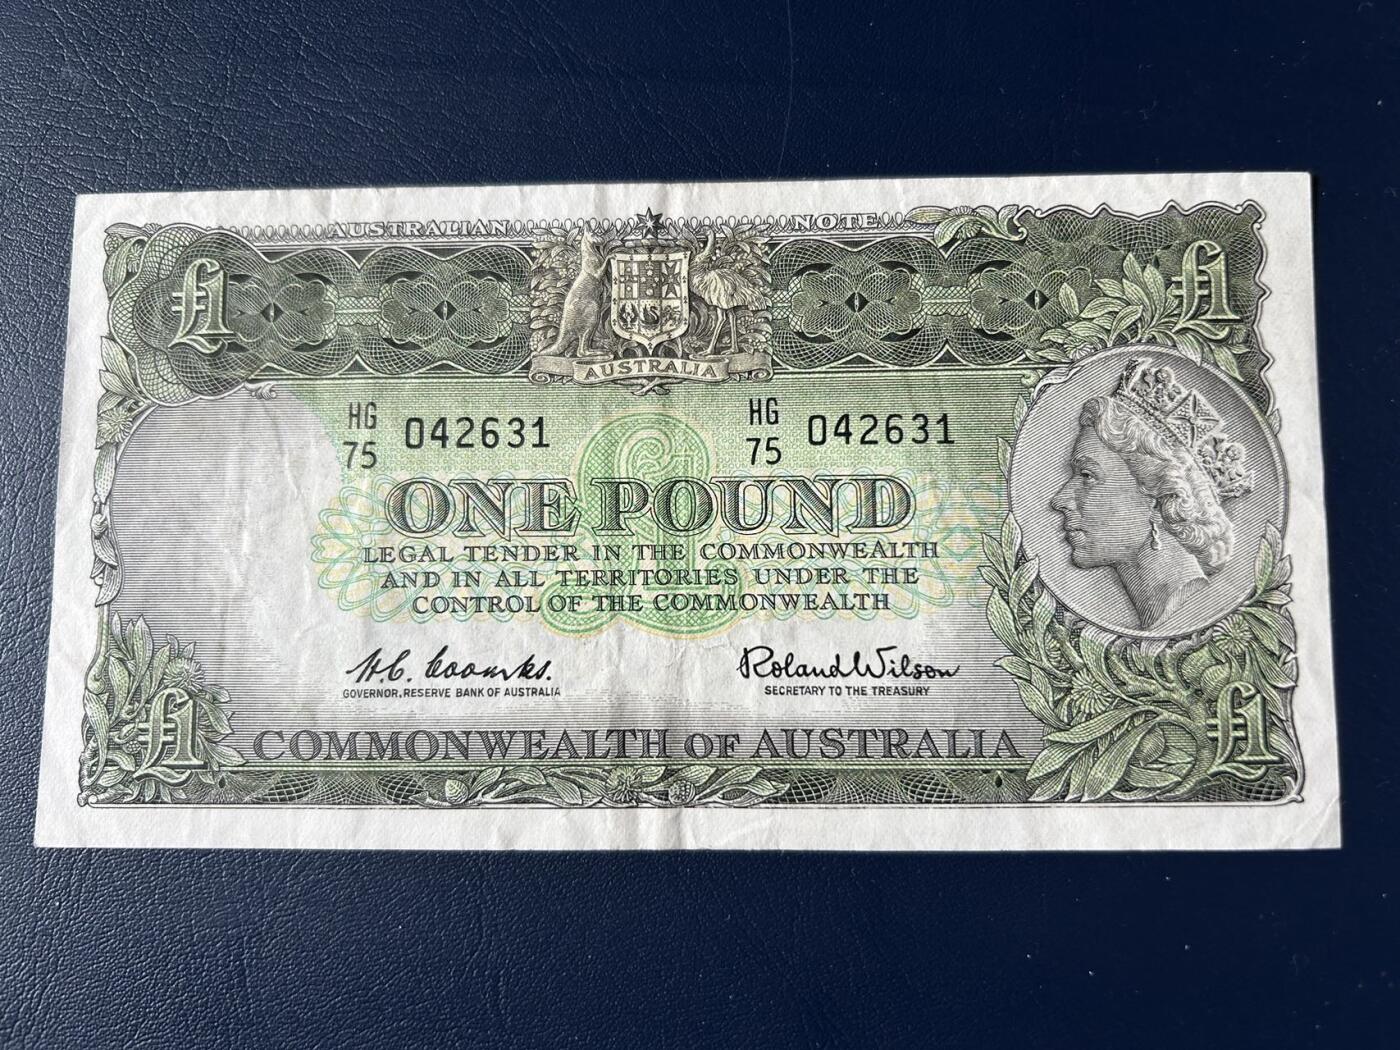 AUSTRALIAN NOTE
£1 £1
AUSTRALIA
HG 75 042631 HG 75 042631
ONE POUND
LEGAL TENDER IN THE COMMONWEALTH
AND IN ALL TERRITORIES UNDER THE
CONTROL OF THE COMMONWEALTH
H.C. Coombs. Roland Wilson
GOVERNOR, RESERVE BANK OF AUSTRALIA SECRETARY TO THE TREASURY
£1 £1
COMMONWEALTH OF AUSTRALIA